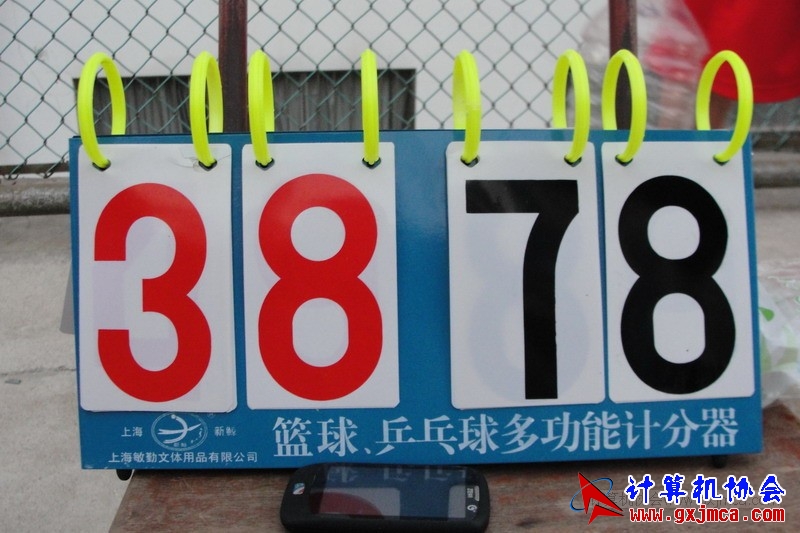 38 78
上海 新勤 篮球、乒乓球多功能计分器
上海敏勤文体用品有限公司
计算机协会
www.gxjmca.com